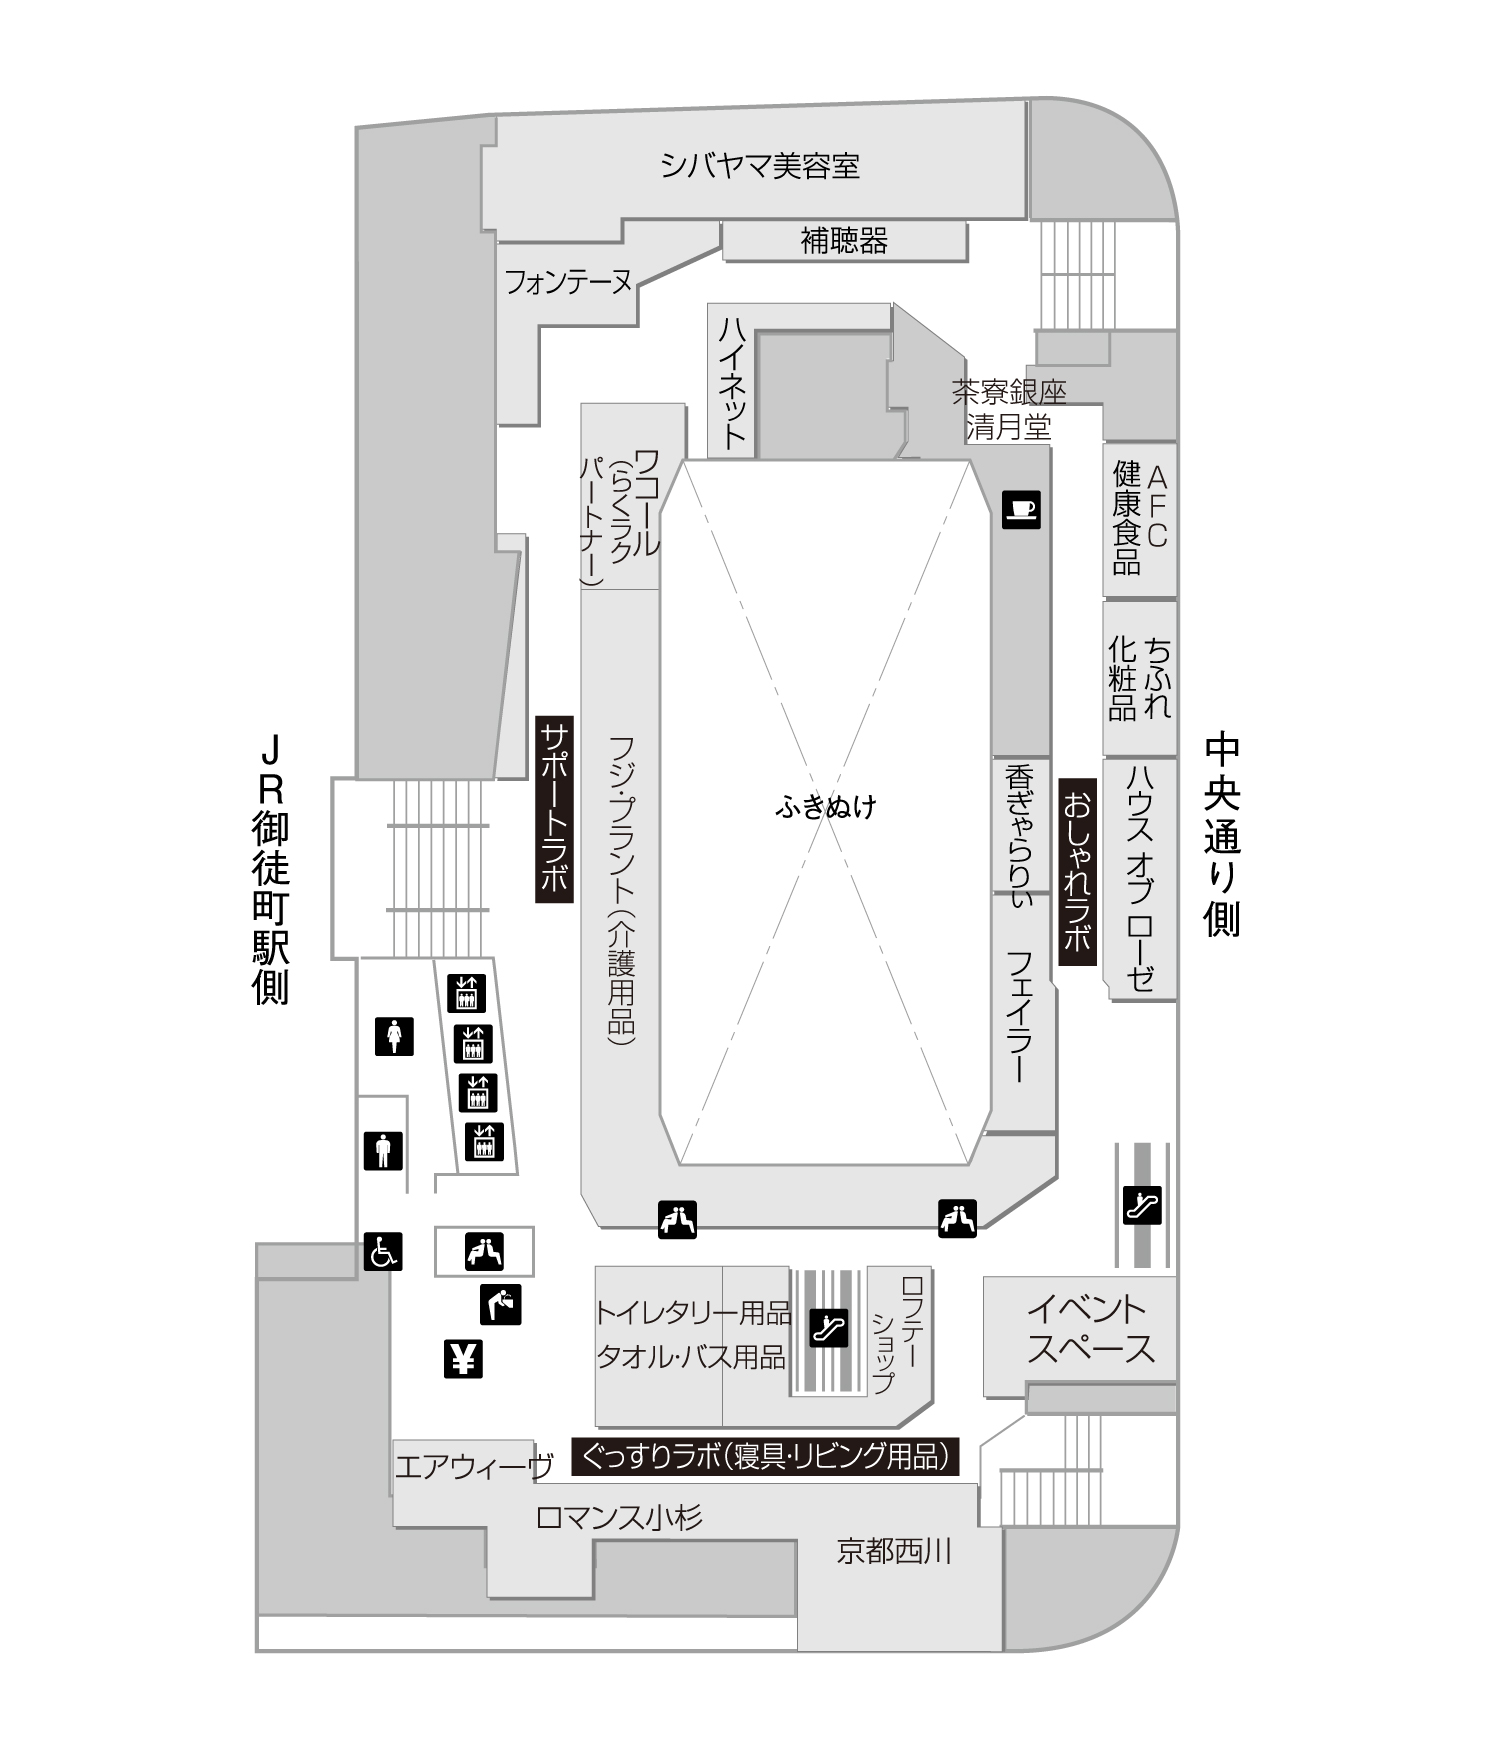 シバヤマ美容室
補聴器
フォンテーヌ
ハイネット
茶寮銀座
清月堂
ワコール
(らくラク
パートナー)
AFC
健康食品
ちふれ
化粧品
JR御徒町駅側
サポートラボ
フジ・プラント(介護用品)
ふきぬけ
香ぎゃらりい
おしゃれラボ
ハウス オブ ローゼ
中央通り側
フェイラー
トイレタリー用品
タオル・バス用品
ロフテー
ショップ
イベント
スペース
¥
ぐっすりラボ(寝具・リビング用品)
エアウィーヴ
ロマンス小杉
京都西川